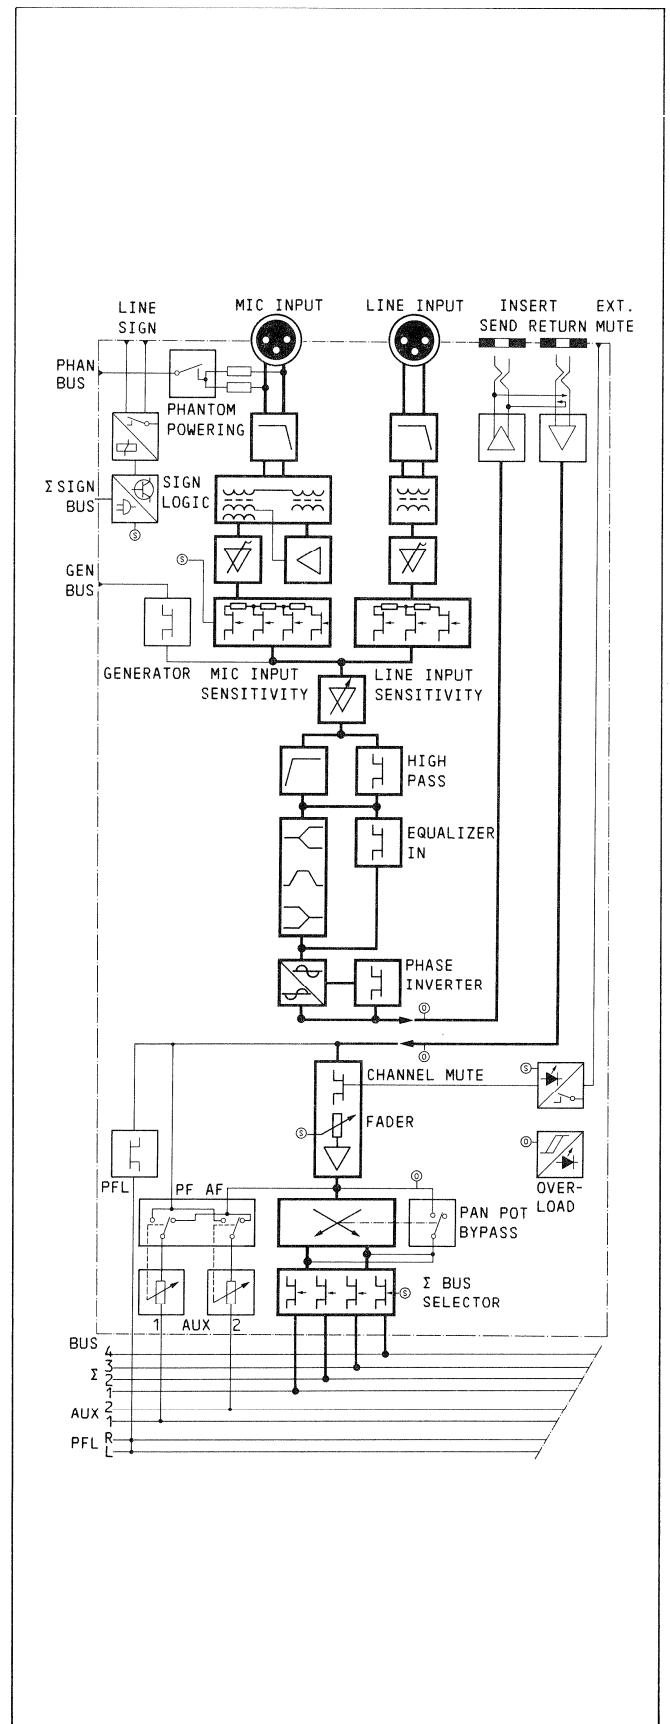 LINE SIGN
MIC INPUT
LINE INPUT
INSERT
SEND RETURN
EXT. MUTE
PHAN BUS
PHANTOM POWERING
Σ SIGN BUS
SIGN LOGIC
S
S
GEN BUS
GENERATOR
MIC INPUT SENSITIVITY
LINE INPUT SENSITIVITY
HIGH PASS
EQUALIZER IN
PHASE INVERTER
O
O
CHANNEL MUTE
S
FADER
S
O
OVER-LOAD
PFL
PF AF
O
PAN POT BYPASS
1 AUX 2
Σ BUS SELECTOR
S
BUS
4
3
Σ 2
1
AUX 2
1
PFL R
L